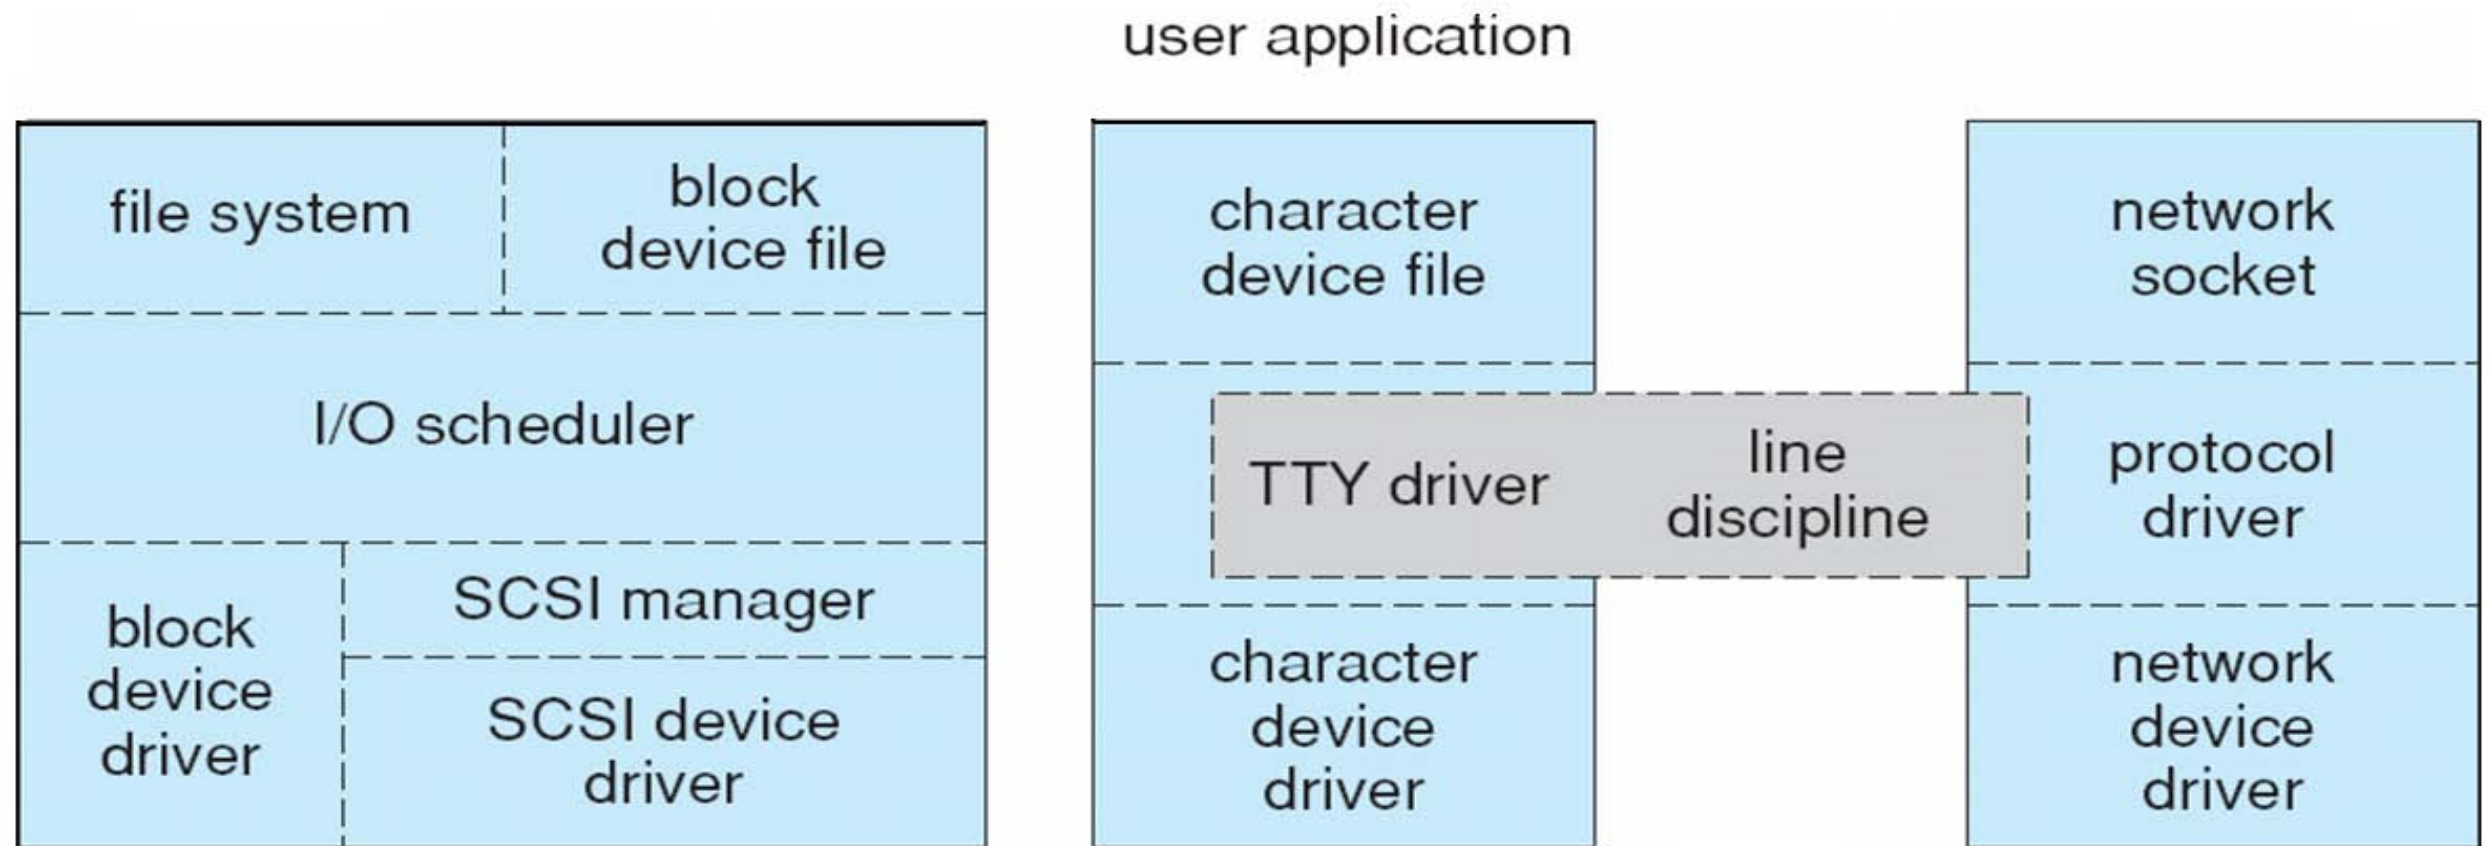 user application
file system
block
device file
I/O scheduler
block
device
driver
SCSI manager
SCSI device
driver
character
device file
TTY driver
line
discipline
character
device
driver
network
socket
protocol
driver
network
device
driver